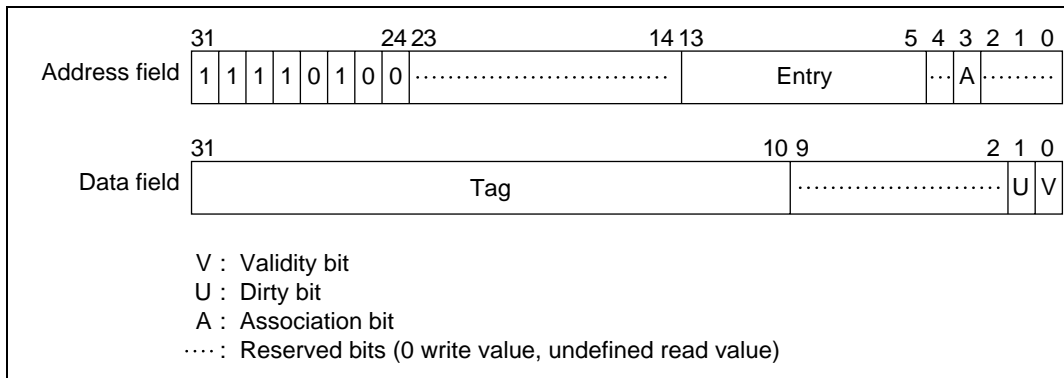 31 24 23 14 13 5 4 3 2 1 0
Address field 1 1 1 1 0 1 0 0 ................................ Entry ... A .........
31 10 9 2 1 0
Data field Tag ......................... U V
V : Validity bit
U : Dirty bit
A : Association bit
.... : Reserved bits (0 write value, undefined read value)